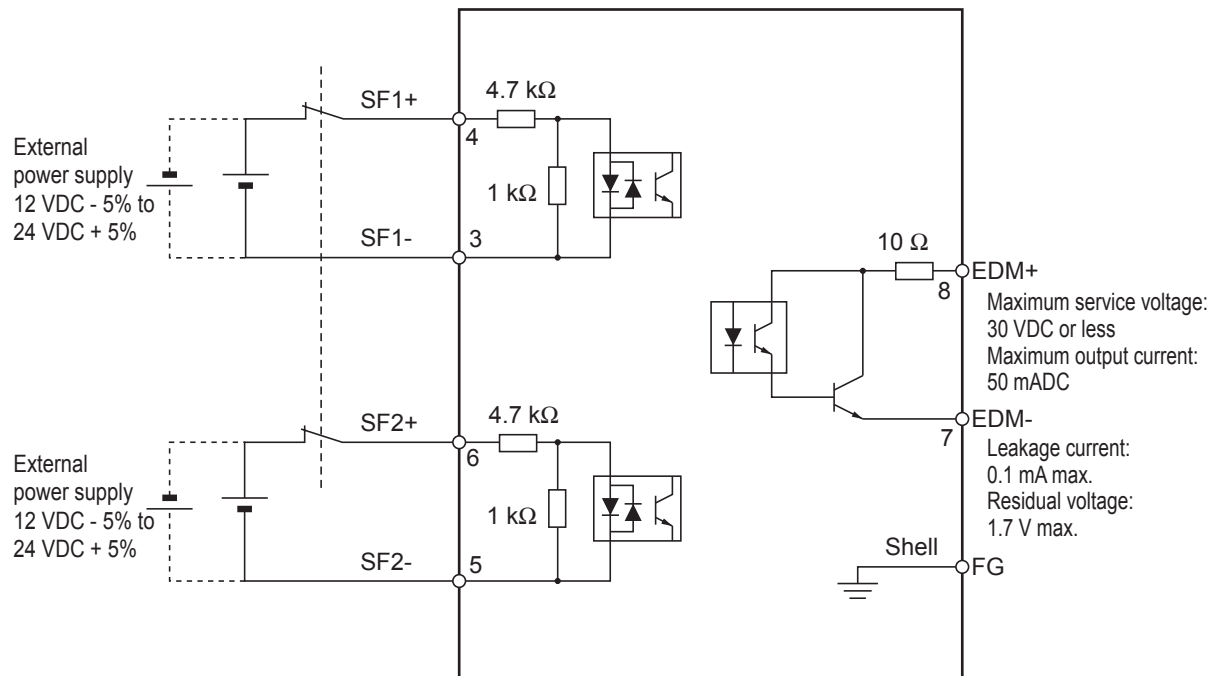 SF1+
4.7 kΩ
4
External
power supply
12 VDC - 5% to
24 VDC + 5%
1 kΩ
SF1-
3
10 Ω
EDM+
8
Maximum service voltage:
30 VDC or less
Maximum output current:
50 mADC
EDM-
7
Leakage current:
0.1 mA max.
Residual voltage:
1.7 V max.
SF2+
4.7 kΩ
6
External
power supply
12 VDC - 5% to
24 VDC + 5%
1 kΩ
SF2-
5
Shell
FG